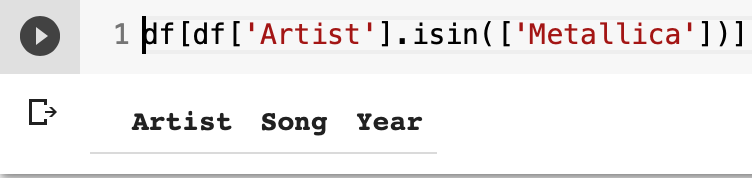 1 df[df['Artist'].isin(['Metallica'])]
Artist Song Year